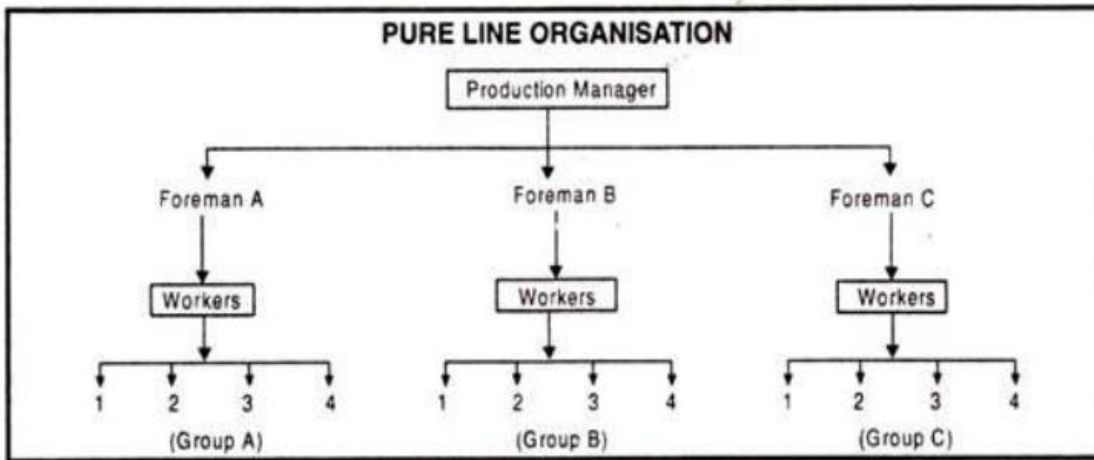 PURE LINE ORGANISATION
Production Manager
Foreman A Foreman B Foreman C
Workers Workers Workers
1 2 3 4 1 2 3 4 1 2 3 4
(Group A) (Group B) (Group C)